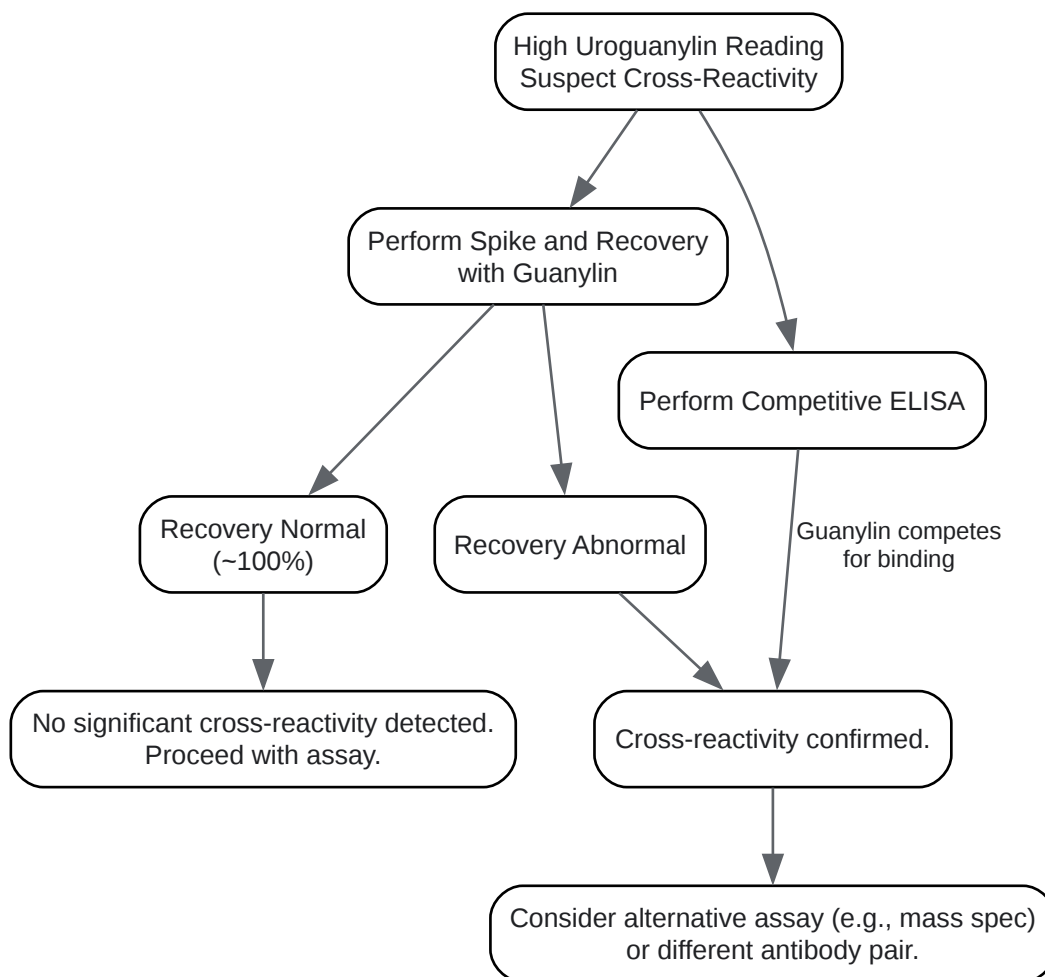 High Uroguanylin Reading
Suspect Cross-Reactivity
Perform Spike and Recovery
with Guanylin
Perform Competitive ELISA
Recovery Normal
(~100%)
Recovery Abnormal
Guanylin competes
for binding
No significant cross-reactivity detected.
Proceed with assay.
Cross-reactivity confirmed.
Consider alternative assay (e.g., mass spec)
or different antibody pair.